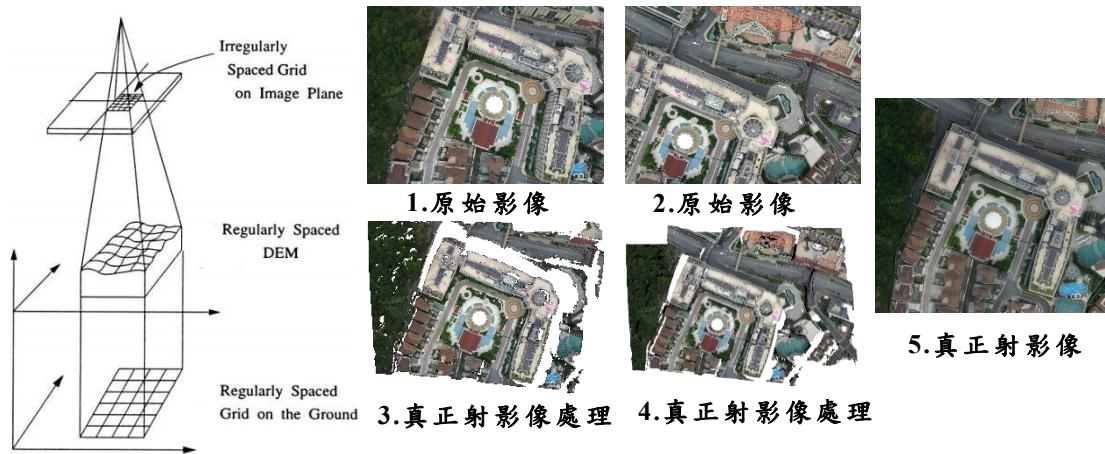 Irregularly
Spaced Grid
on Image Plane
Regularly Spaced
DEM
Regularly Spaced
Grid on the Ground
1.原始影像
2.原始影像
3.真正射影像處理
4.真正射影像處理
5.真正射影像